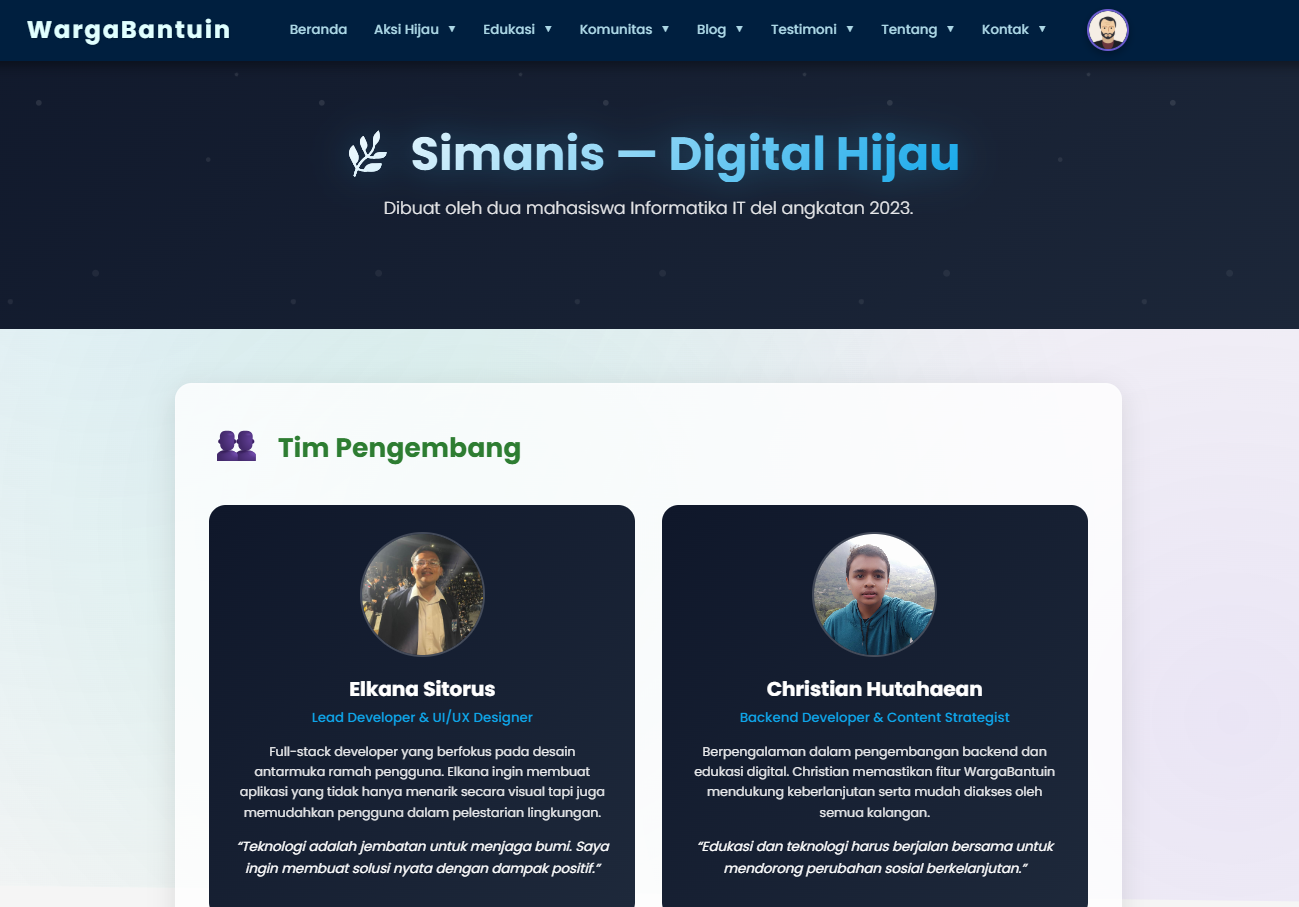 WargaBantuin
Beranda
Aksi Hijau ▼
Edukasi ▼
Komunitas ▼
Blog ▼
Testimoni ▼
Tentang ▼
Kontak ▼
Simanis — Digital Hijau
Dibuat oleh dua mahasiswa Informatika IT del angkatan 2023.
Tim Pengembang
Elkana Sitorus
Lead Developer & UI/UX Designer
Full-stack developer yang berfokus pada desain
antarmuka ramah pengguna. Elkana ingin membuat
aplikasi yang tidak hanya menarik secara visual tapi juga
memudahkan pengguna dalam pelestarian lingkungan.
“Teknologi adalah jembatan untuk menjaga bumi. Saya
ingin membuat solusi nyata dengan dampak positif.”
Christian Hutahaean
Backend Developer & Content Strategist
Berpengalaman dalam pengembangan backend dan
edukasi digital. Christian memastikan fitur WargaBantuin
mendukung keberlanjutan serta mudah diakses oleh
semua kalangan.
“Edukasi dan teknologi harus berjalan bersama untuk
mendorong perubahan sosial berkelanjutan.”